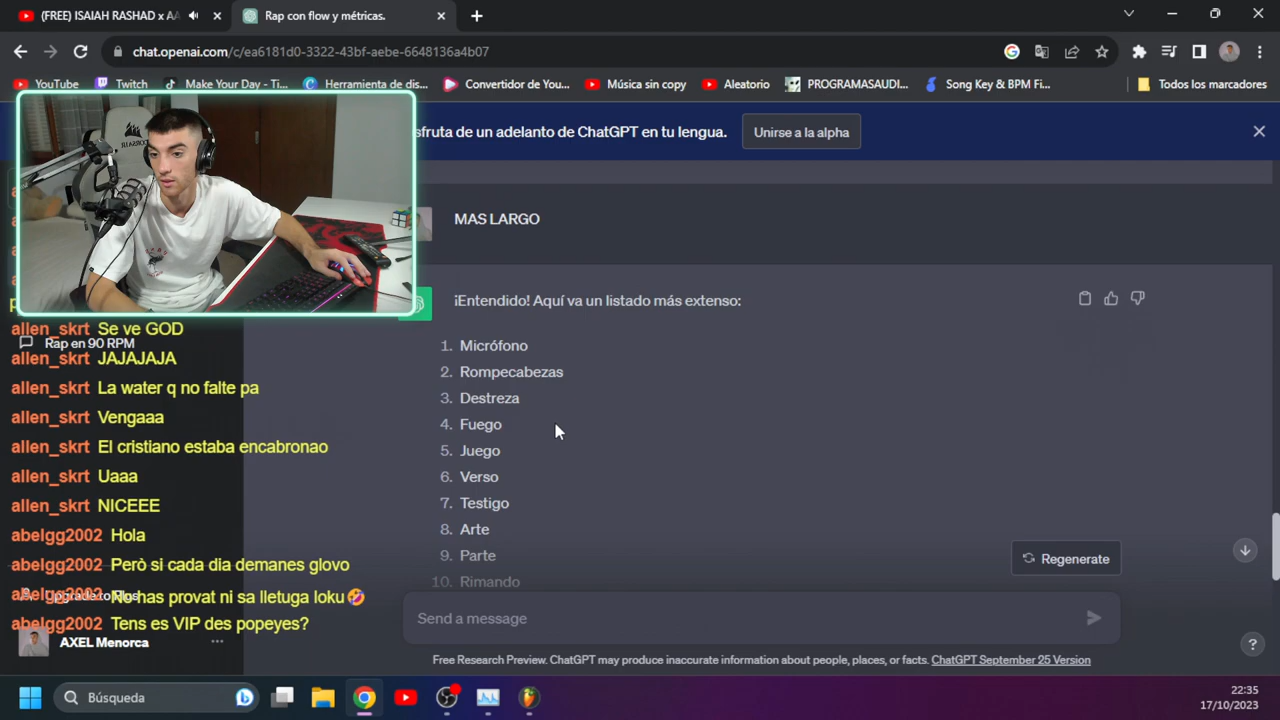 (FREE) ISAIAH RASHAD x AA
Rap con flow y métricas.
chat.openai.com/c/ea6181d0-3322-43bf-aebe-6648136a4b07
YouTube
Twitch
Make Your Day - Ti...
Herramienta de dis...
Convertidor de You...
Música sin copy
Aleatorio
PROGRAMASAUDI...
Song Key & BPM Fi...
Todos los marcadores
sfruta de un adelanto de ChatGPT en tu lengua.
Unirse a la alpha
MAS LARGO
¡Entendido! Aquí va un listado más extenso:
1. Micrófono
2. Rompecabezas
3. Destreza
4. Fuego
5. Juego
6. Verso
7. Testigo
8. Arte
9. Parte
10. Rimando
Regenerate
Send a message
Free Research Preview. ChatGPT may produce inaccurate information about people, places, or facts. ChatGPT September 25 Version
?
allen_skrt Se ve GOD
Rap en 90 RPM
allen_skrt JAJAJAJA
allen_skrt La water q no falte pa
allen_skrt Vengaaa
allen_skrt El cristiano estaba encabronao
allen_skrt Uaaa
allen_skrt NICEEE
abelgg2002 Hola
abelgg2002 Però si cada dia demanes glovo
abelgg2002 No has provat ni sa lletuga loku🤣
abelgg2002 Tens es VIP des popeyes?
AXEL Menorca
Búsqueda
22:35
17/10/2023